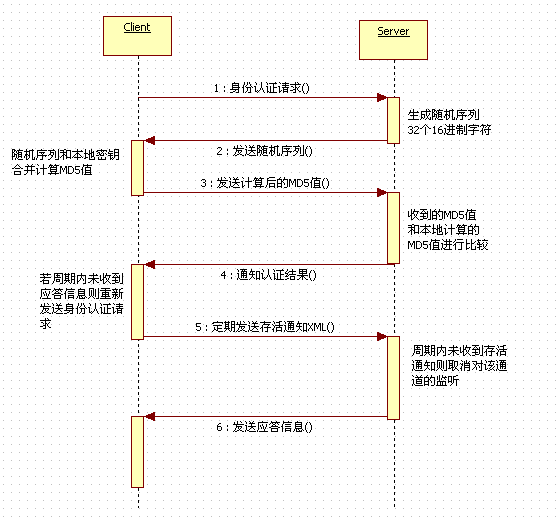 Client
Server
1 : 身份认证请求()
生成随机序列
32个16进制字符
2 : 发送随机序列()
随机序列和本地密钥
合并计算MD5值
3 : 发送计算后的MD5值()
收到的MD5值
和本地计算的
MD5值进行比较
4 : 通知认证结果()
若周期内未收到
应答信息则重新
发送身份认证请
求
5 : 定期发送存活通知XML()
周期内未收到存活
通知则取消对该通
道的监听
6 : 发送应答信息()